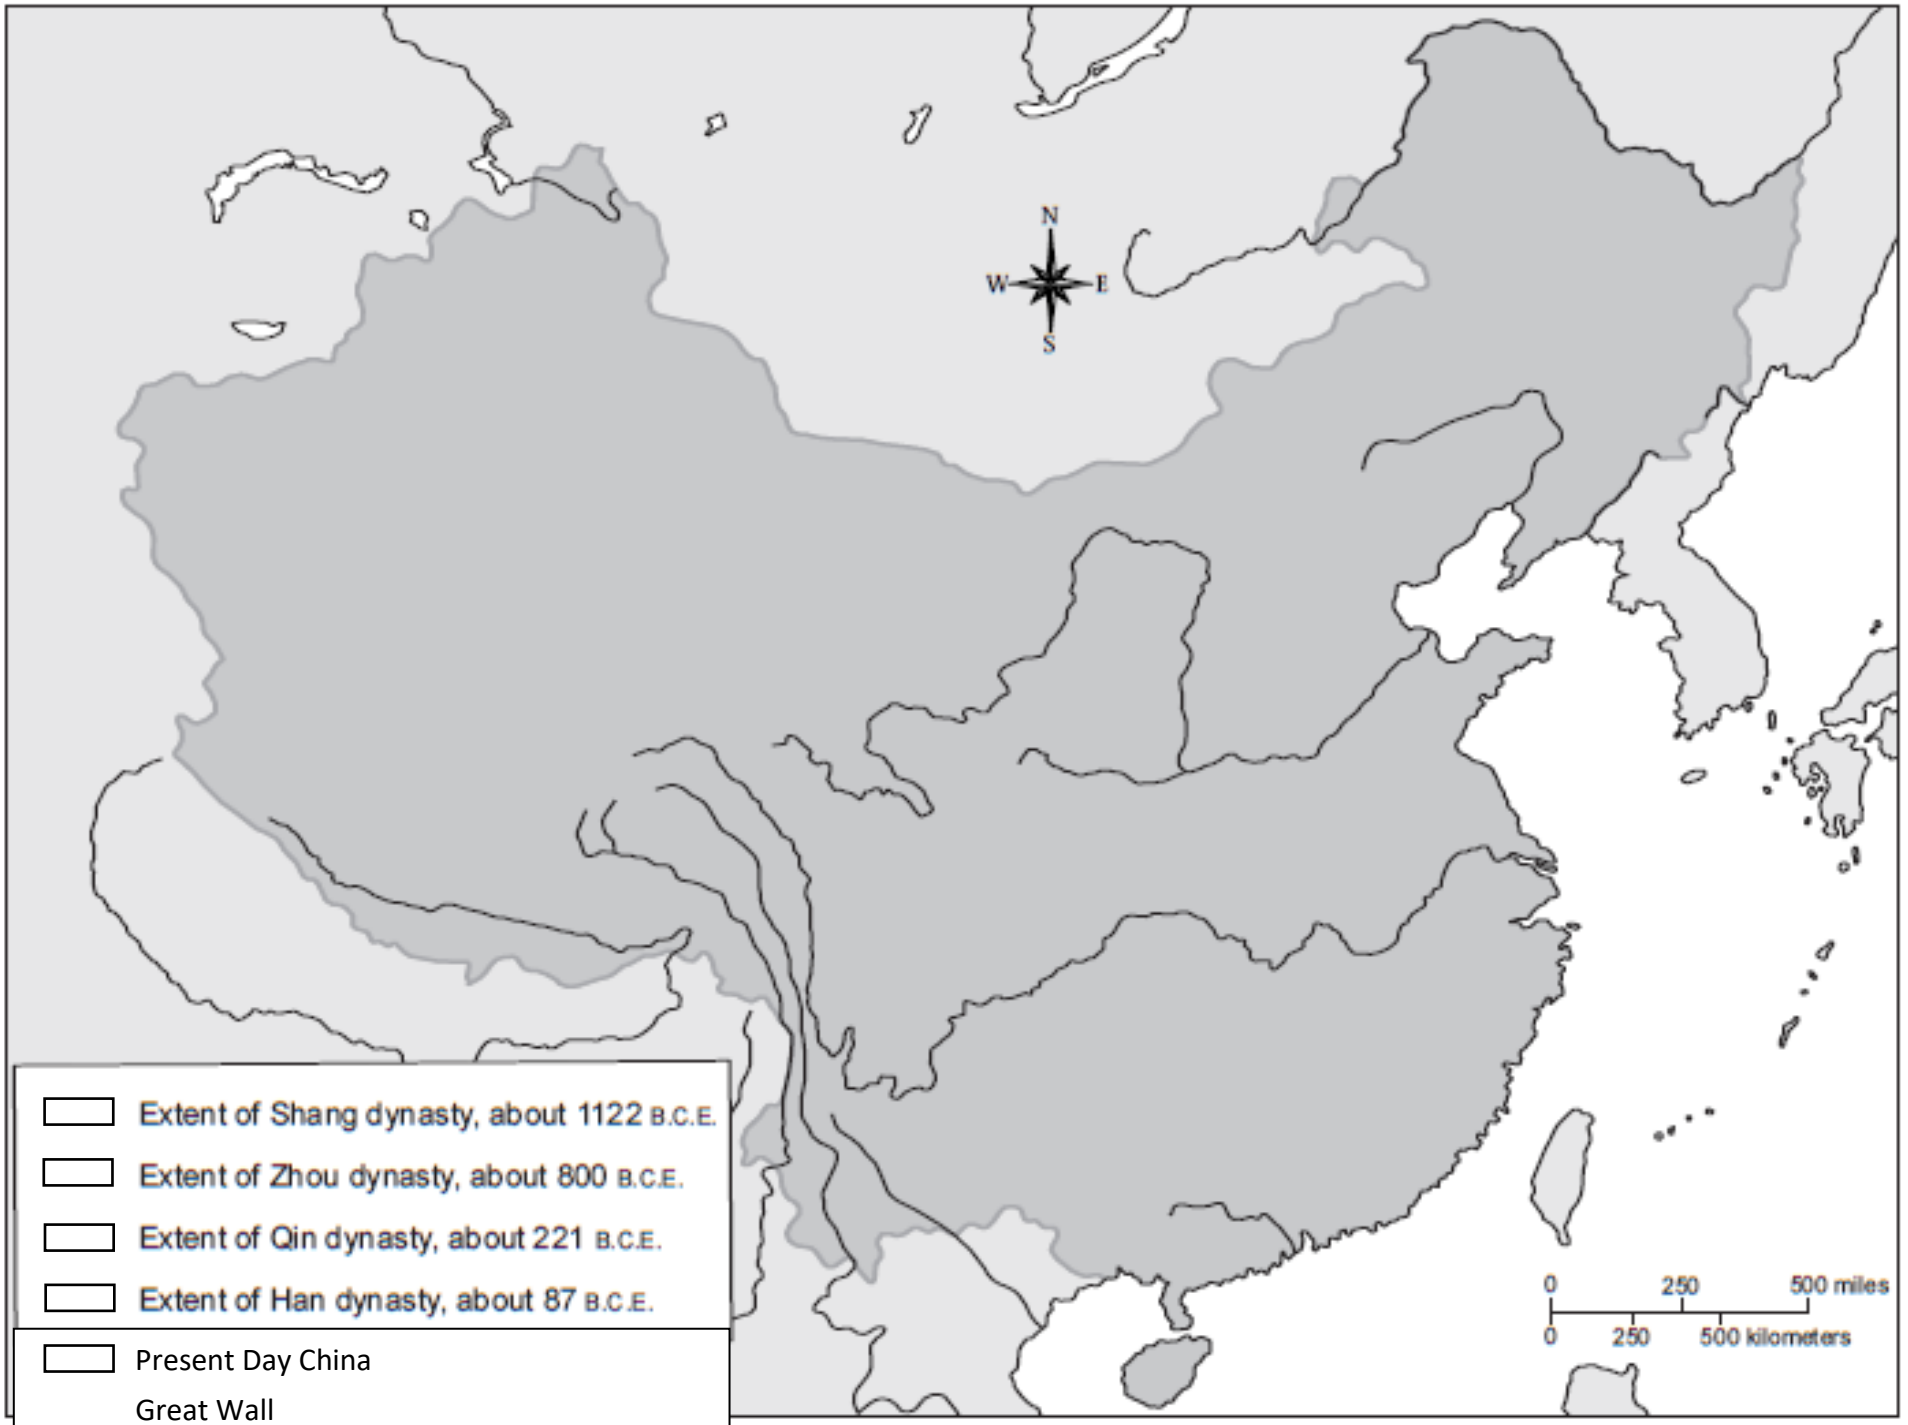 N
W E
S
Extent of Shang dynasty, about 1122 B.C.E.
Extent of Zhou dynasty, about 800 B.C.E.
Extent of Qin dynasty, about 221 B.C.E.
Extent of Han dynasty, about 87 B.C.E.
Present Day China
Great Wall
0 250 500 miles
0 250 500 kilometers